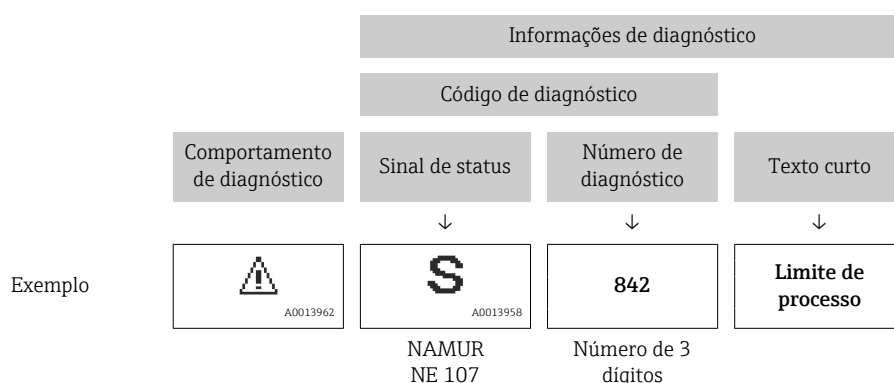 Informações de diagnóstico
Código de diagnóstico
Comportamento
de diagnóstico
Sinal de status
Número de
diagnóstico
Texto curto
↓ ↓ ↓
Exemplo
A0013962
S
A0013958
842
Limite de
processo
NAMUR
NE 107
Número de 3
dígitos